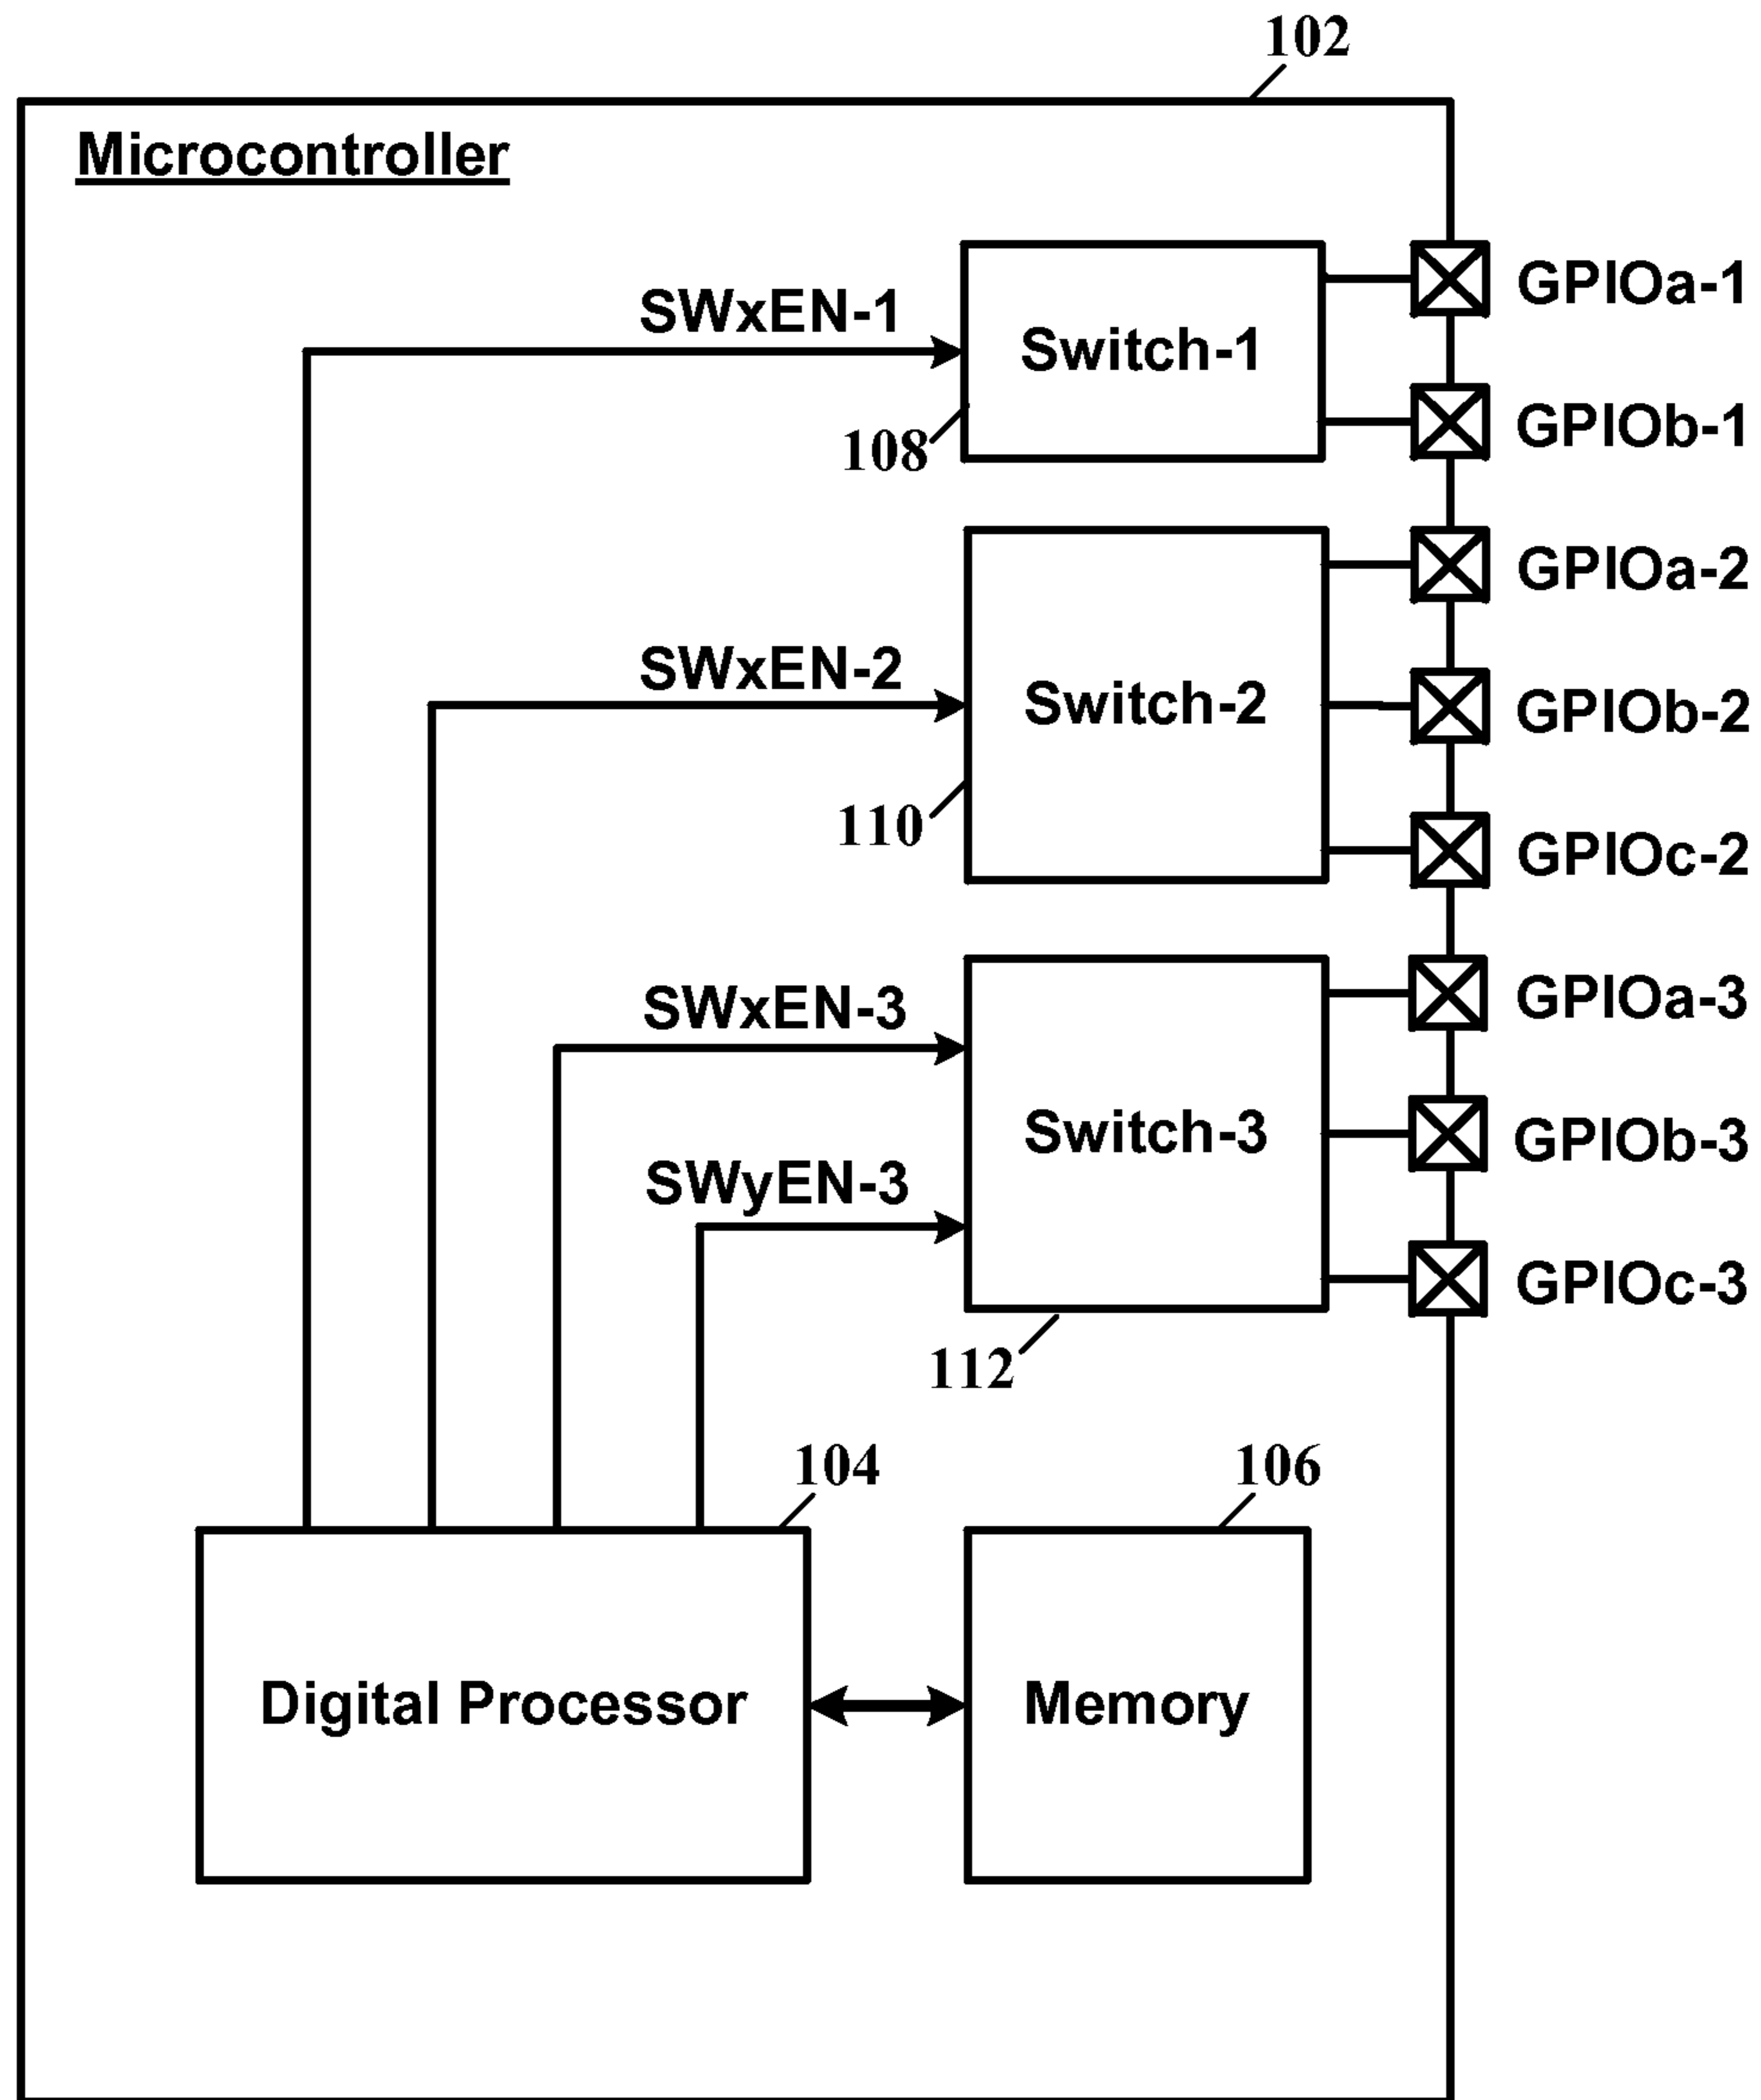 102
Microcontroller
SWxEN-1
Switch-1
108
GPIOa-1
GPIOb-1
SWxEN-2
Switch-2
110
GPIOa-2
GPIOb-2
GPIOc-2
SWxEN-3
SWyEN-3
Switch-3
112
GPIOa-3
GPIOb-3
GPIOc-3
104
Digital Processor
106
Memory